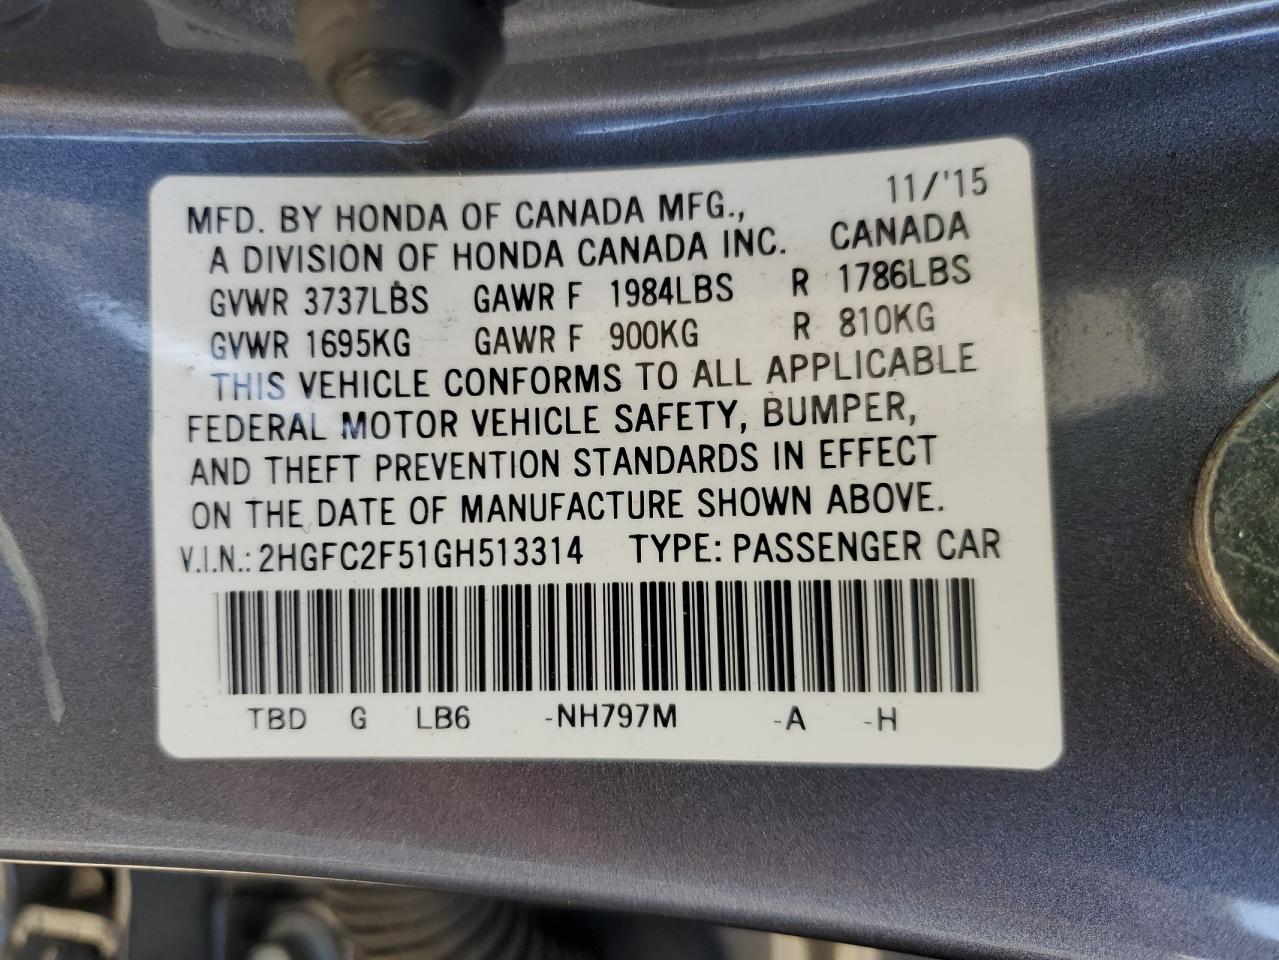 11/'15
MFD. BY HONDA OF CANADA MFG.,
A DIVISION OF HONDA CANADA INC. CANADA
GVWR 3737LBS GAWR F 1984LBS R 1786LBS
GVWR 1695KG GAWR F 900KG R 810KG
THIS VEHICLE CONFORMS TO ALL APPLICABLE
FEDERAL MOTOR VEHICLE SAFETY, BUMPER,
AND THEFT PREVENTION STANDARDS IN EFFECT
ON THE DATE OF MANUFACTURE SHOWN ABOVE.
V.I.N.: 2HGFC2F51GH513314 TYPE: PASSENGER CAR
TBD G LB6 -NH797M -A -H